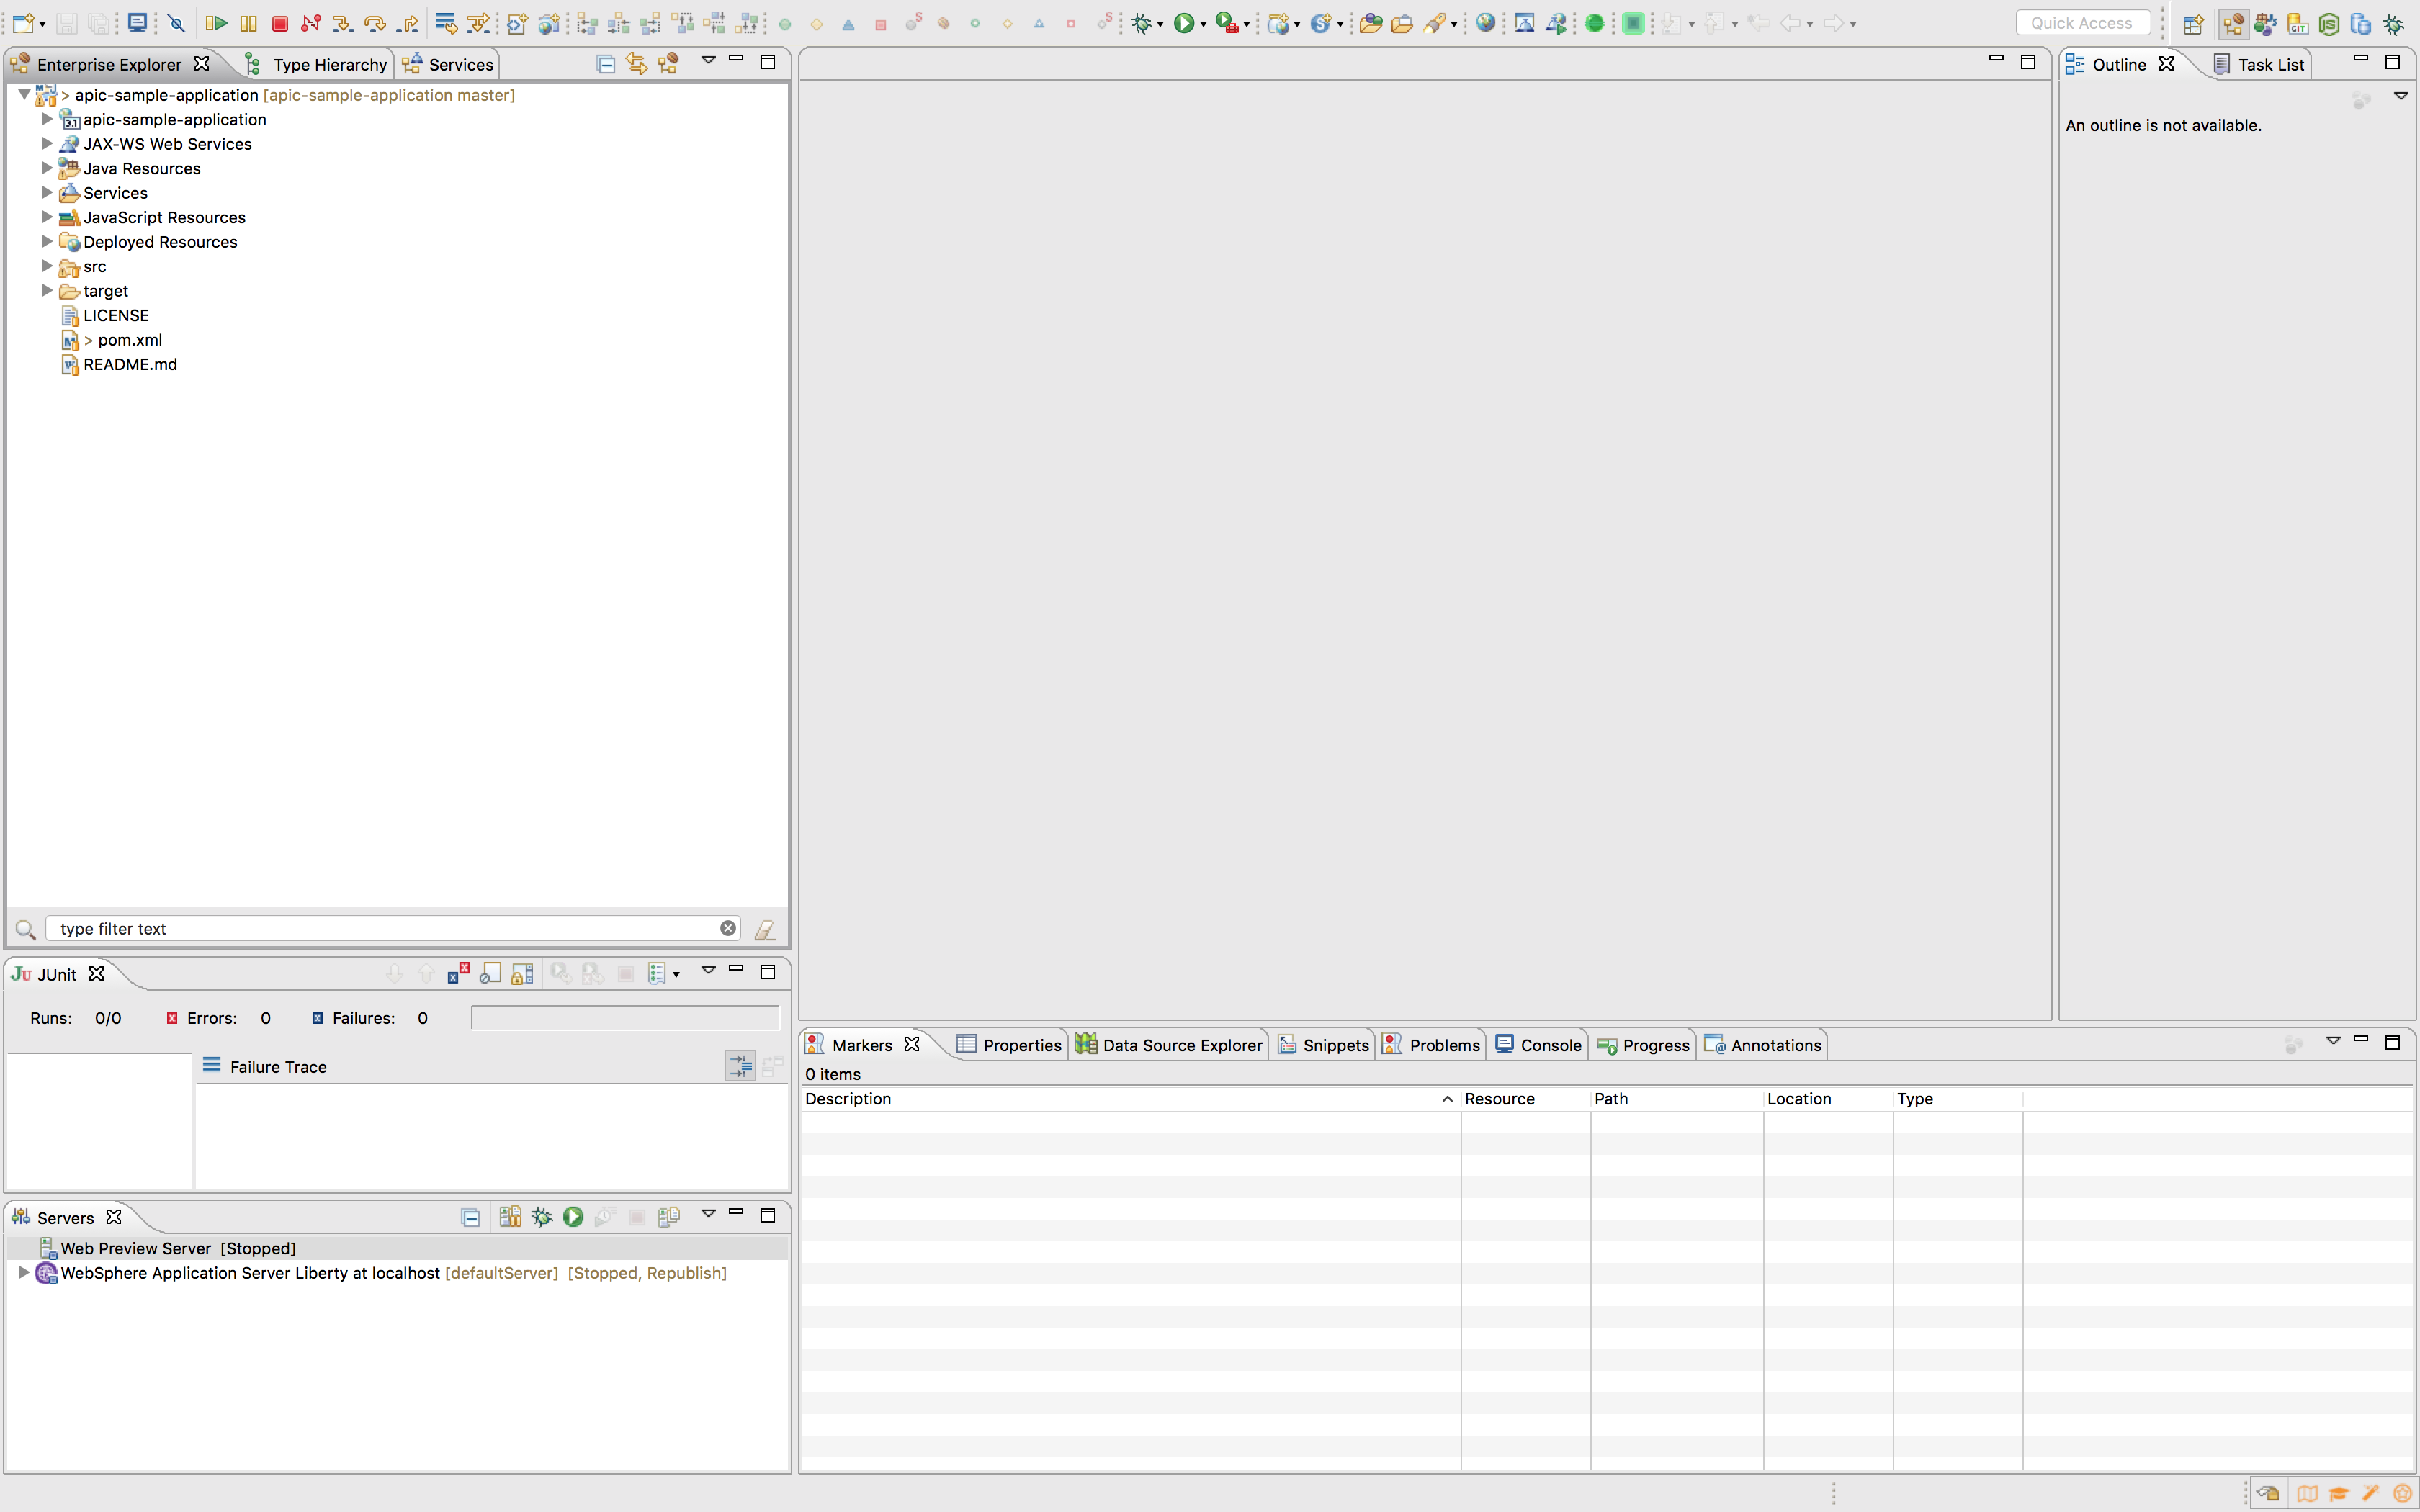 Quick Access
Enterprise Explorer
Type Hierarchy
Services
> apic-sample-application [apic-sample-application master]
apic-sample-application
JAX-WS Web Services
Java Resources
Services
JavaScript Resources
Deployed Resources
src
target
LICENSE
> pom.xml
README.md
type filter text
Outline
Task List
An outline is not available.
JUnit
Runs: 0/0 Errors: 0 Failures: 0
Failure Trace
Servers
Web Preview Server [Stopped]
WebSphere Application Server Liberty at localhost [defaultServer] [Stopped, Republish]
Markers
Properties
Data Source Explorer
Snippets
Problems
Console
Progress
Annotations
0 items
Description Resource Path Location Type